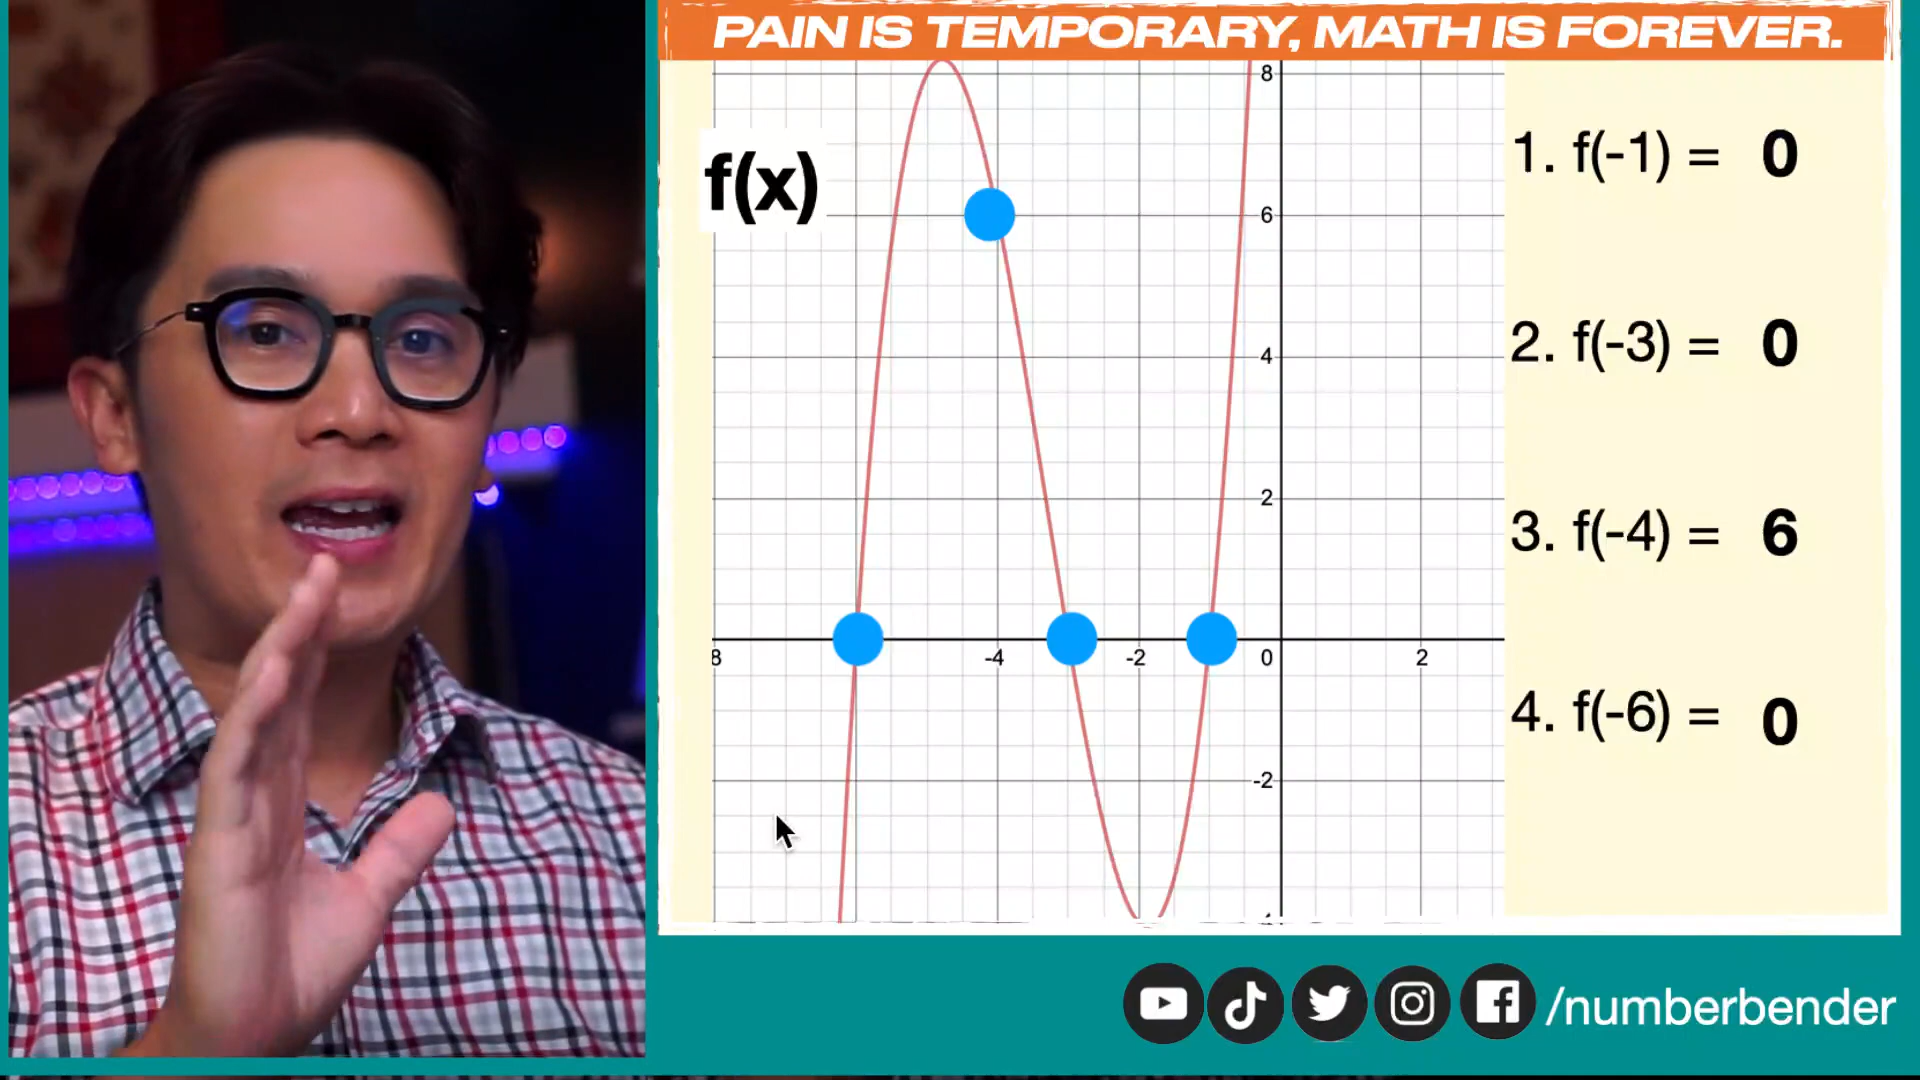 PAIN IS TEMPORARY, MATH IS FOREVER.
f(x)
8
6
4
2
8 -4 -2 0 2
-2
1. f(-1) = 0
2. f(-3) = 0
3. f(-4) = 6
4. f(-6) = 0
/numberbender